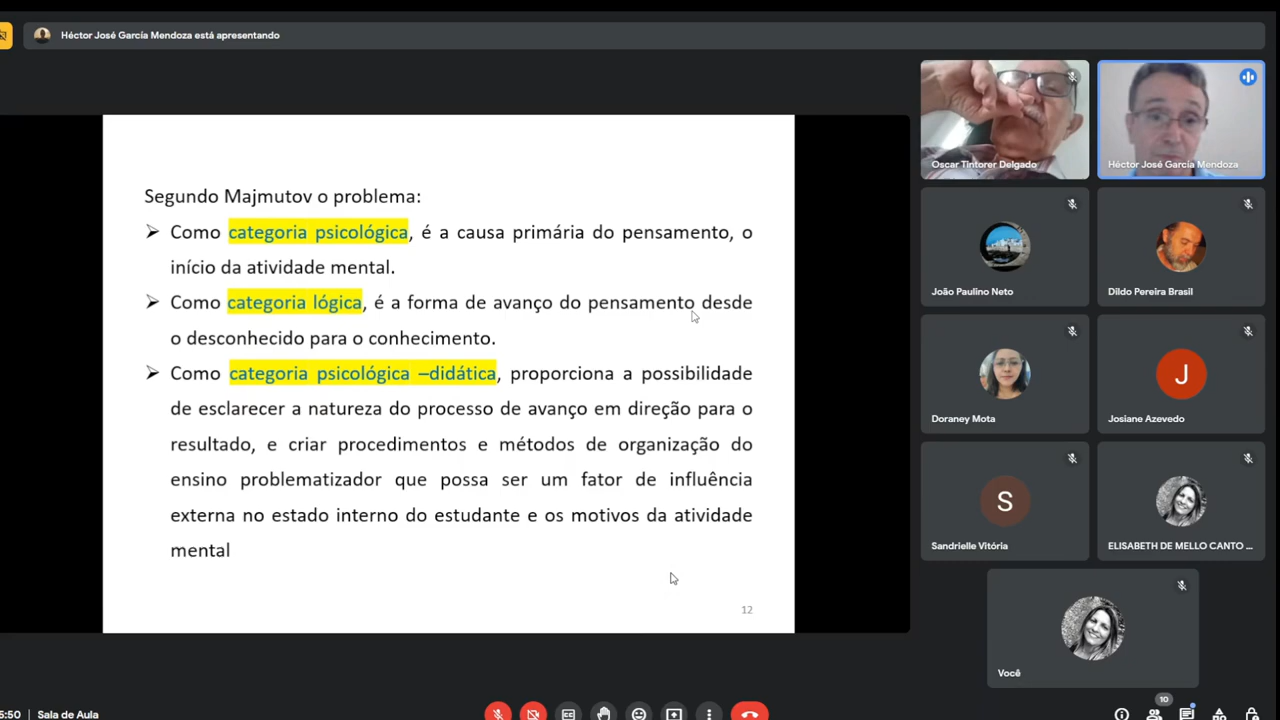 Héctor José García Mendoza está apresentando
Segundo Majmutov o problema:
➢ Como categoria psicológica, é a causa primária do pensamento, o
início da atividade mental.
➢ Como categoria lógica, é a forma de avanço do pensamento desde
o desconhecido para o conhecimento.
➢ Como categoria psicológica –didática, proporciona a possibilidade
de esclarecer a natureza do processo de avanço em direção para o
resultado, e criar procedimentos e métodos de organização do
ensino problematizador que possa ser um fator de influência
externa no estado interno do estudante e os motivos da atividade
mental
12
Oscar Tintorer Delgado
Héctor José García Mendoza
João Paulino Neto
Dildo Pereira Brasil
Doraney Mota
J
Josiane Azevedo
S
Sandrielle Vitória
ELISABETH DE MELLO CANTO ...
Você
5:50 | Sala de Aula
10